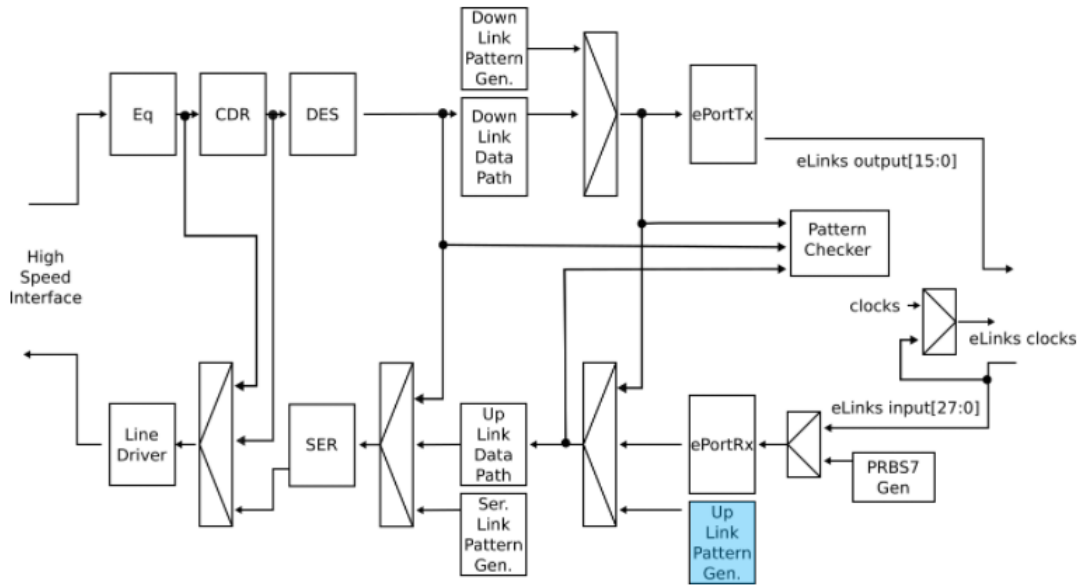 Down
Link
Pattern
Gen.
Eq
CDR
DES
Down
Link
Data
Path
ePortTx
eLinks output[15:0]
Pattern
Checker
High
Speed
Interface
clocks
eLinks clocks
eLinks input[27:0]
Line
Driver
SER
Up
Link
Data
Path
ePortRx
PRBS7
Gen
Ser.
Link
Pattern
Gen.
Up
Link
Pattern
Gen.